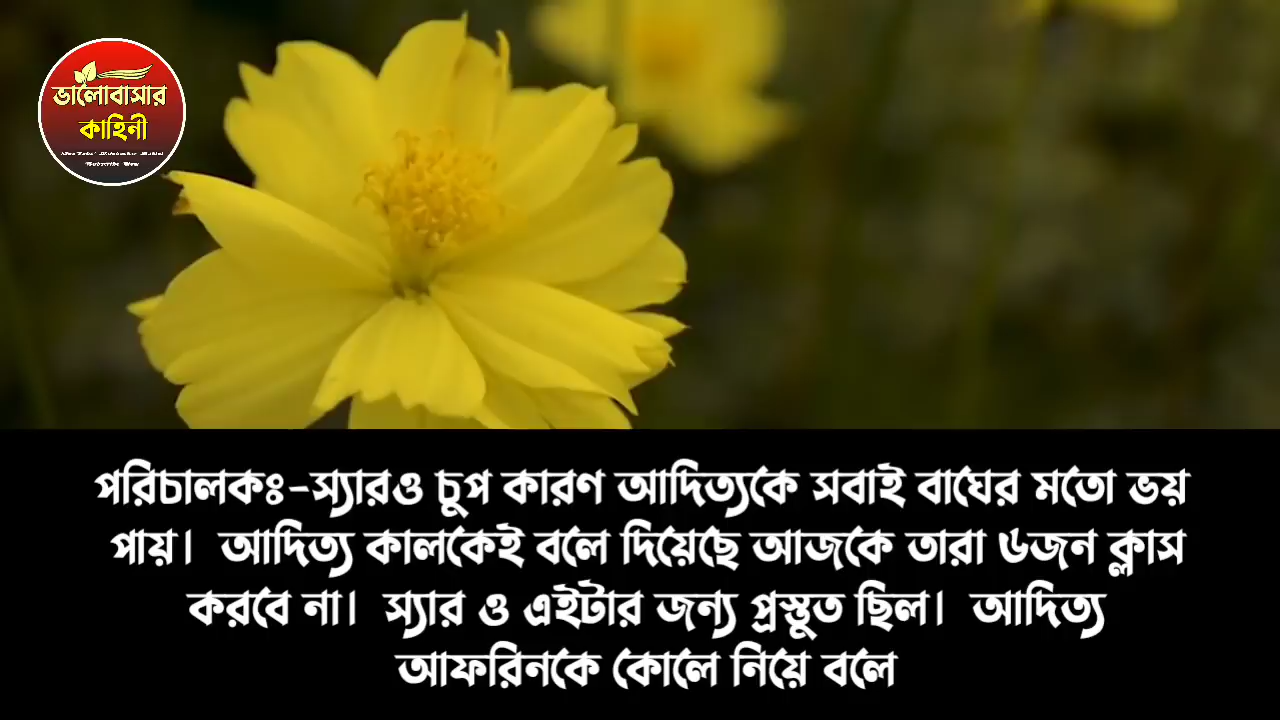 ভালোবাসার
কাহিনী
পরিচালকঃ-স্যারও চুপ কারণ আদিত্যকে সবাই বাঘের মতো ভয়
পায়। আদিত্য কালকেই বলে দিয়েছে আজকে তারা ৬জন ক্লাস
করবে না। স্যার ও এইটার জন্য প্রস্তুত ছিল। আদিত্য
আফরিনকে কোলে নিয়ে বলে